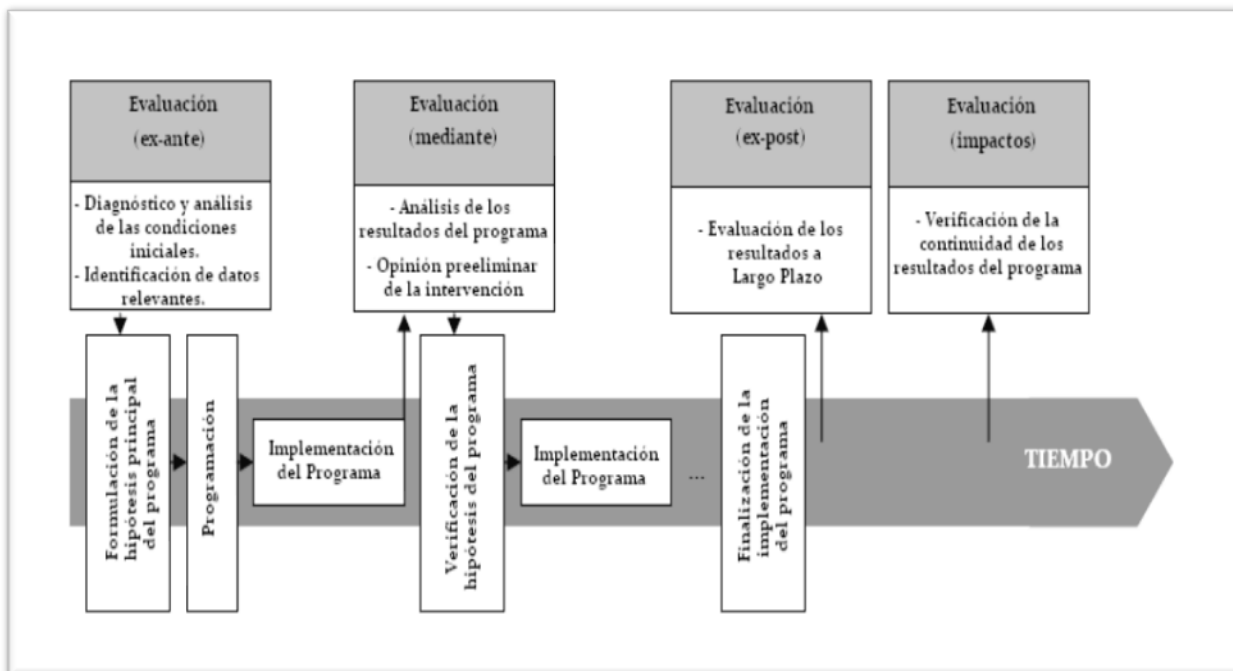 Evaluación
(ex-ante)
- Diagnóstico y análisis
de las condiciones
iniciales.
- Identificación de datos
relevantes.
Evaluación
(mediante)
- Análisis de los
resultados del programa
- Opinión preeliminar
de la intervención
Evaluación
(ex-post)
- Evaluación de los
resultados a
Largo Plazo
Evaluación
(impactos)
- Verificación de la
continuidad de los
resultados del programa
Formulación de la
hipótesis principal
del programa
Programación
Implementación
del Programa
Verificación de la
hipótesis del programa
Implementación
del Programa
...
Finalización de la
implementación
del programa
TIEMPO